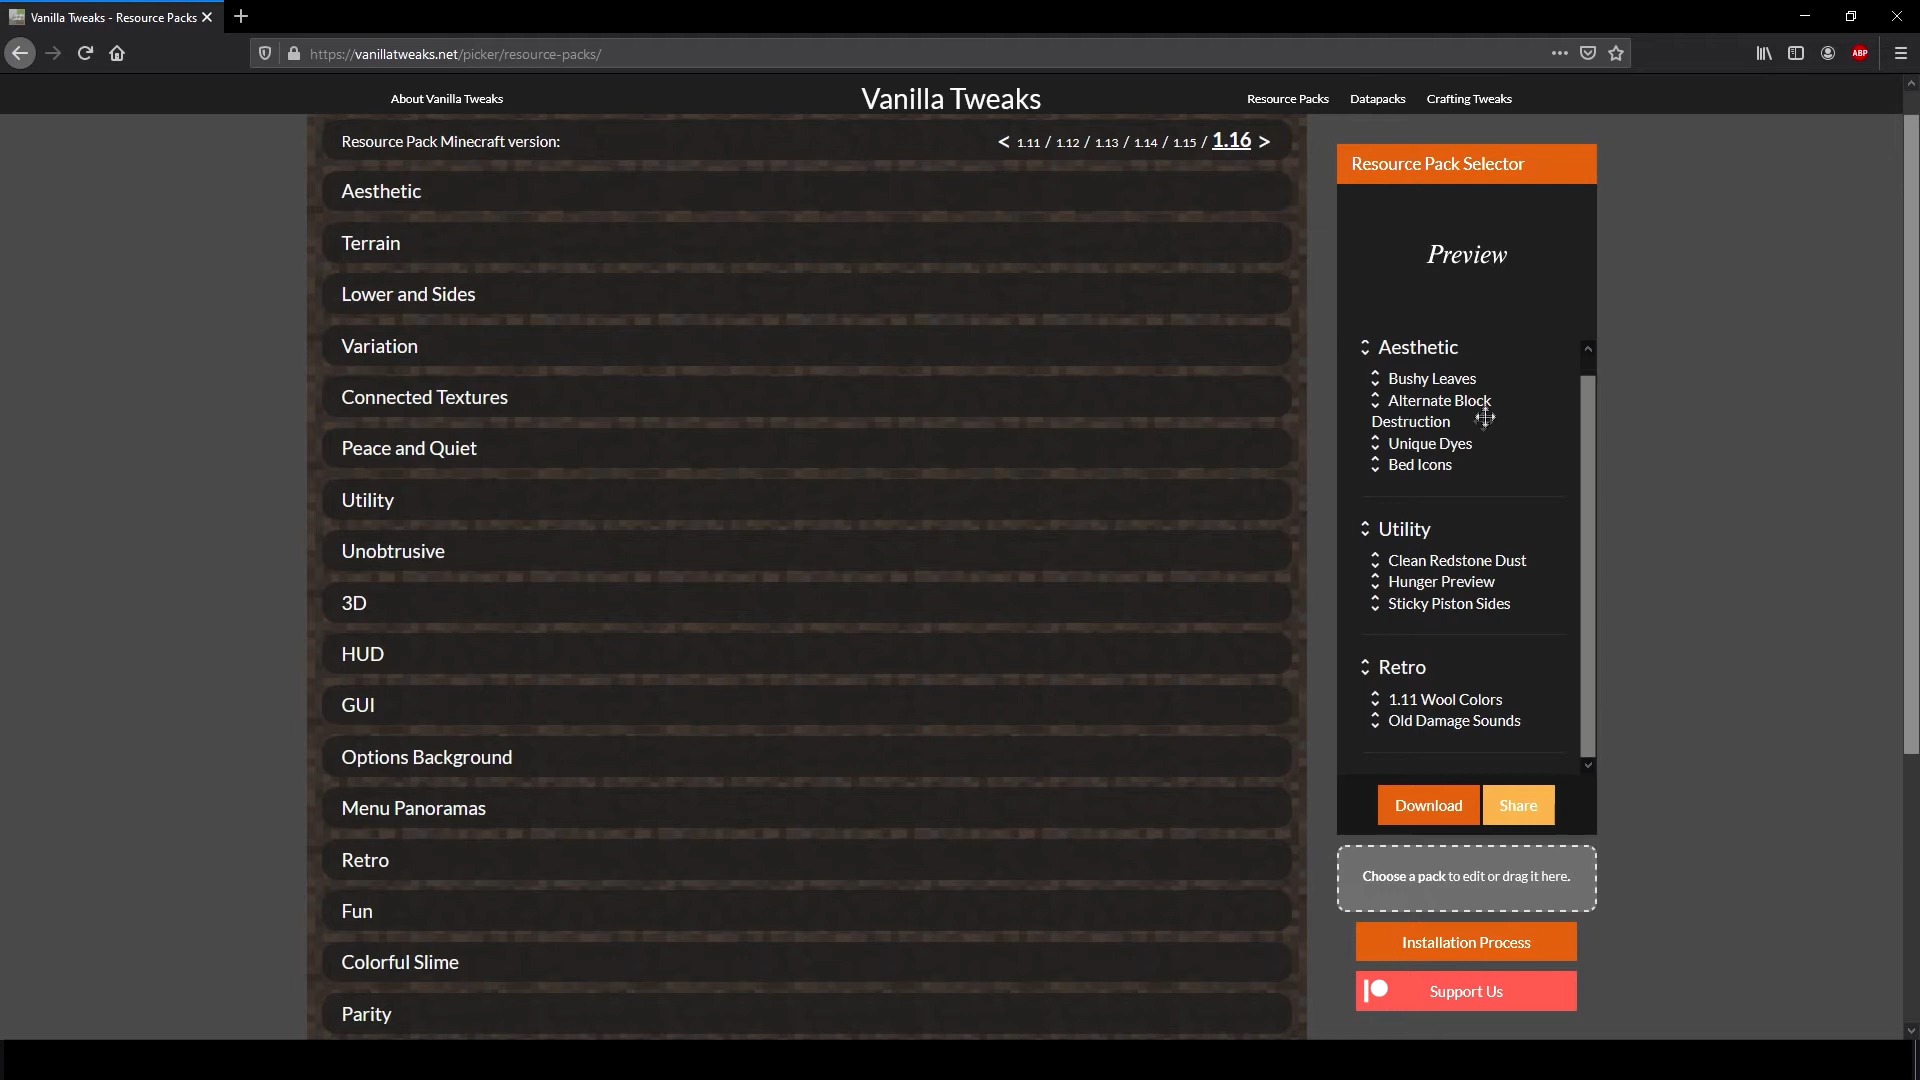 Vanilla Tweaks - Resource Packs
https://vanillatweaks.net/picker/resource-packs/
ABP
About Vanilla Tweaks
Vanilla Tweaks
Resource Packs
Datapacks
Crafting Tweaks
Resource Pack Minecraft version:
< 1.11 / 1.12 / 1.13 / 1.14 / 1.15 / 1.16 >
Aesthetic
Terrain
Lower and Sides
Variation
Connected Textures
Peace and Quiet
Utility
Unobtrusive
3D
HUD
GUI
Options Background
Menu Panoramas
Retro
Fun
Colorful Slime
Parity
Resource Pack Selector
Preview
Aesthetic
Bushy Leaves
Alternate Block
Destruction
Unique Dyes
Bed Icons
Utility
Clean Redstone Dust
Hunger Preview
Sticky Piston Sides
Retro
1.11 Wool Colors
Old Damage Sounds
Download
Share
Choose a pack to edit or drag it here.
Installation Process
Support Us